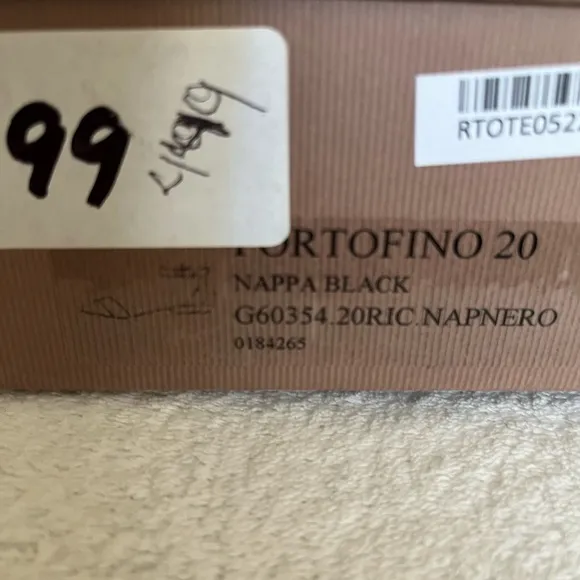 99
RTOTE052
PORTOFINO 20
NAPPA BLACK
G60354.20RIC.NAPNERO
0184265